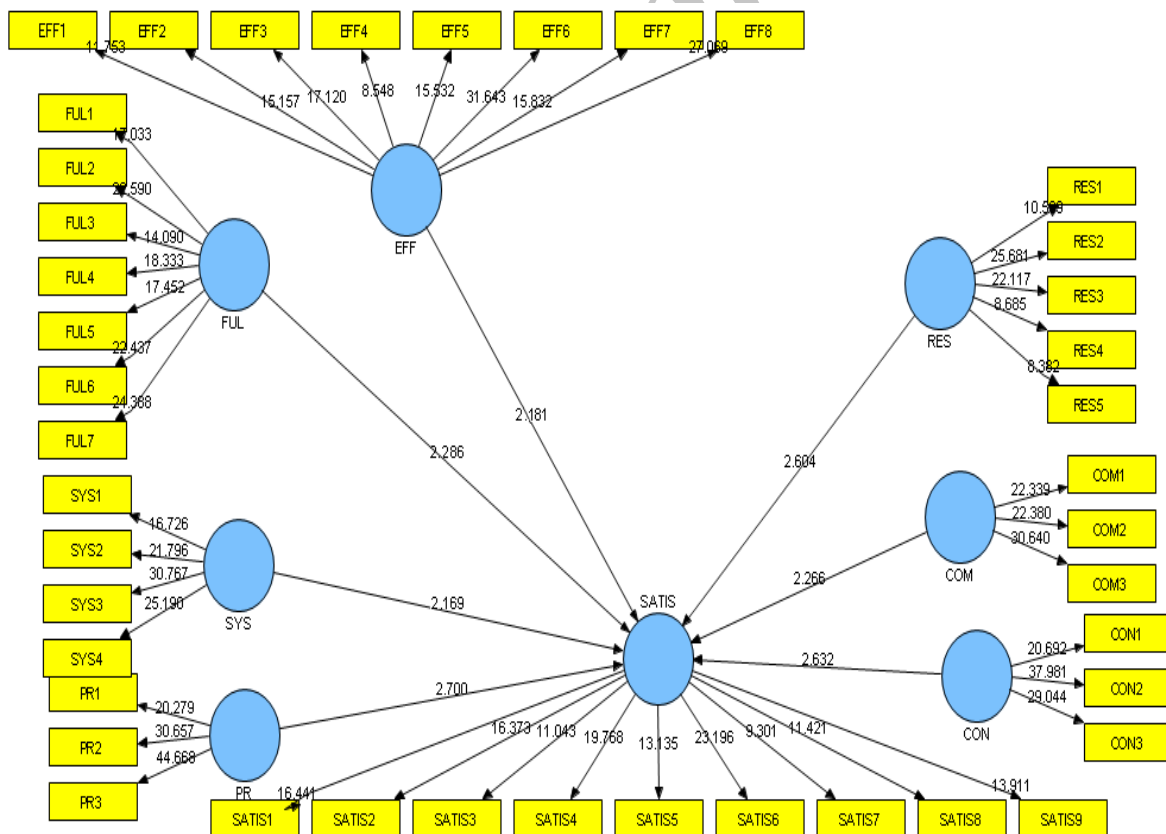 EFF1 EFF2 EFF3 EFF4 EFF5 EFF6 EFF7 EFF8
11.753 15.157 17.120 8.548 15.532 31.643 15.832 27.069
EFF
FUL1
FUL2
FUL3
FUL4
FUL5
FUL6
FUL7
17.033
14.090
18.333
17.452
22.437
24.388
FUL
RES1
RES2
RES3
RES4
RES5
25.681
22.117
8.685
8.382
RES
2.181
2.286
2.604
SYS1
SYS2
SYS3
SYS4
16.726
21.796
30.767
25.190
SYS
2.169
COM1
COM2
COM3
22.339
22.380
30.640
COM
2.266
SATIS
CON1
CON2
CON3
20.692
37.981
29.044
CON
2.632
PR1
PR2
PR3
20.279
30.657
44.668
PR
2.700
16.441 16.373 11.043 19.768 13.135 23.196 9.301 11.421 13.911
SATIS1 SATIS2 SATIS3 SATIS4 SATIS5 SATIS6 SATIS7 SATIS8 SATIS9